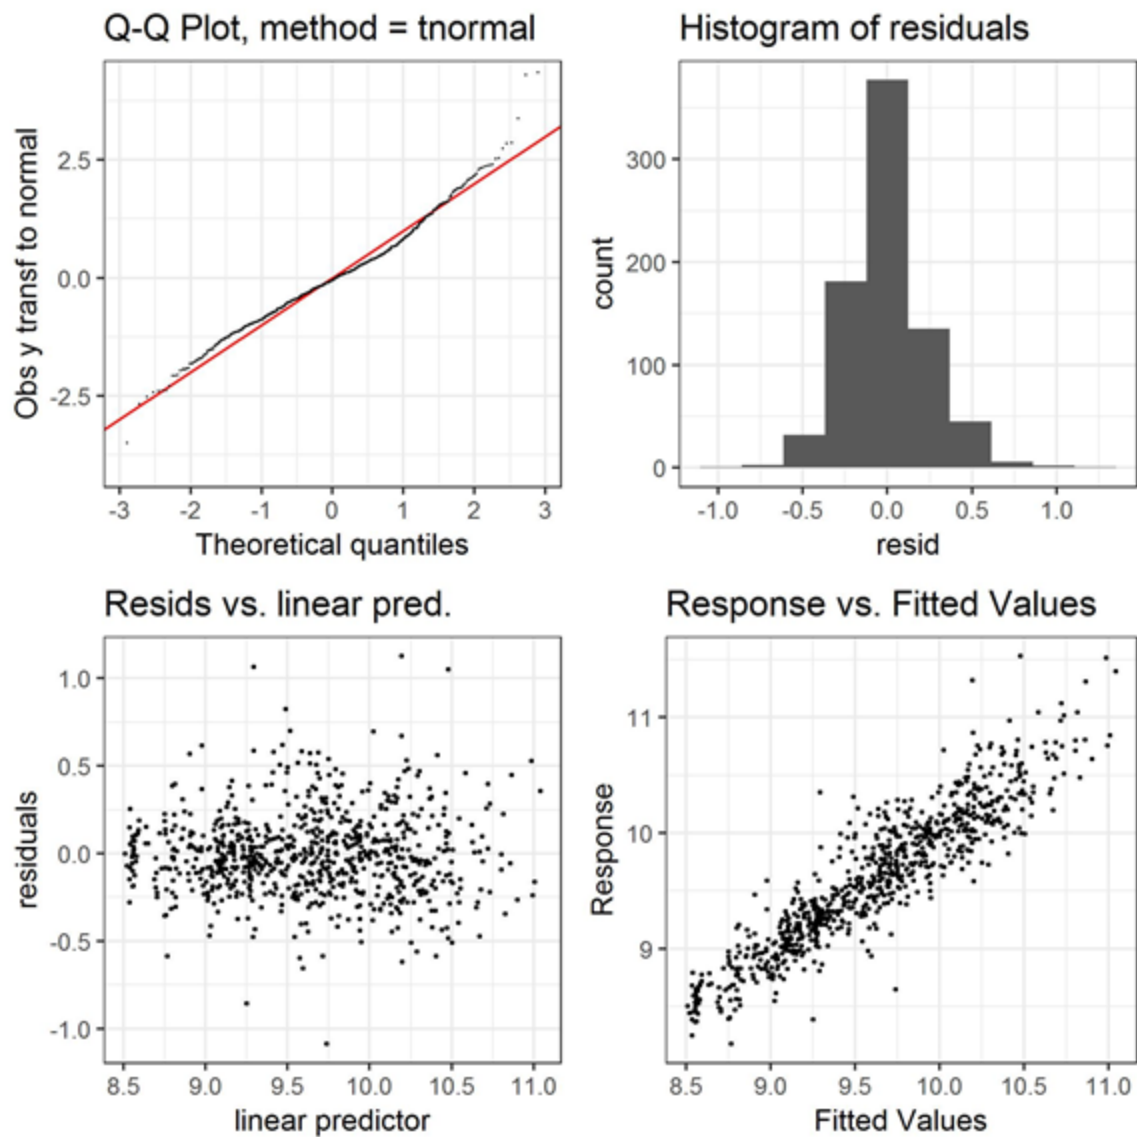 Q-Q Plot, method = tnormal
Obs y transf to normal
2.5
0.0
-2.5
-3 -2 -1 0 1 2 3
Theoretical quantiles
Histogram of residuals
count
300
200
100
0
-1.0 -0.5 0.0 0.5 1.0
resid
Resids vs. linear pred.
residuals
1.0
0.5
0.0
-0.5
-1.0
8.5 9.0 9.5 10.0 10.5 11.0
linear predictor
Response vs. Fitted Values
Response
11
10
9
8.5 9.0 9.5 10.0 10.5 11.0
Fitted Values